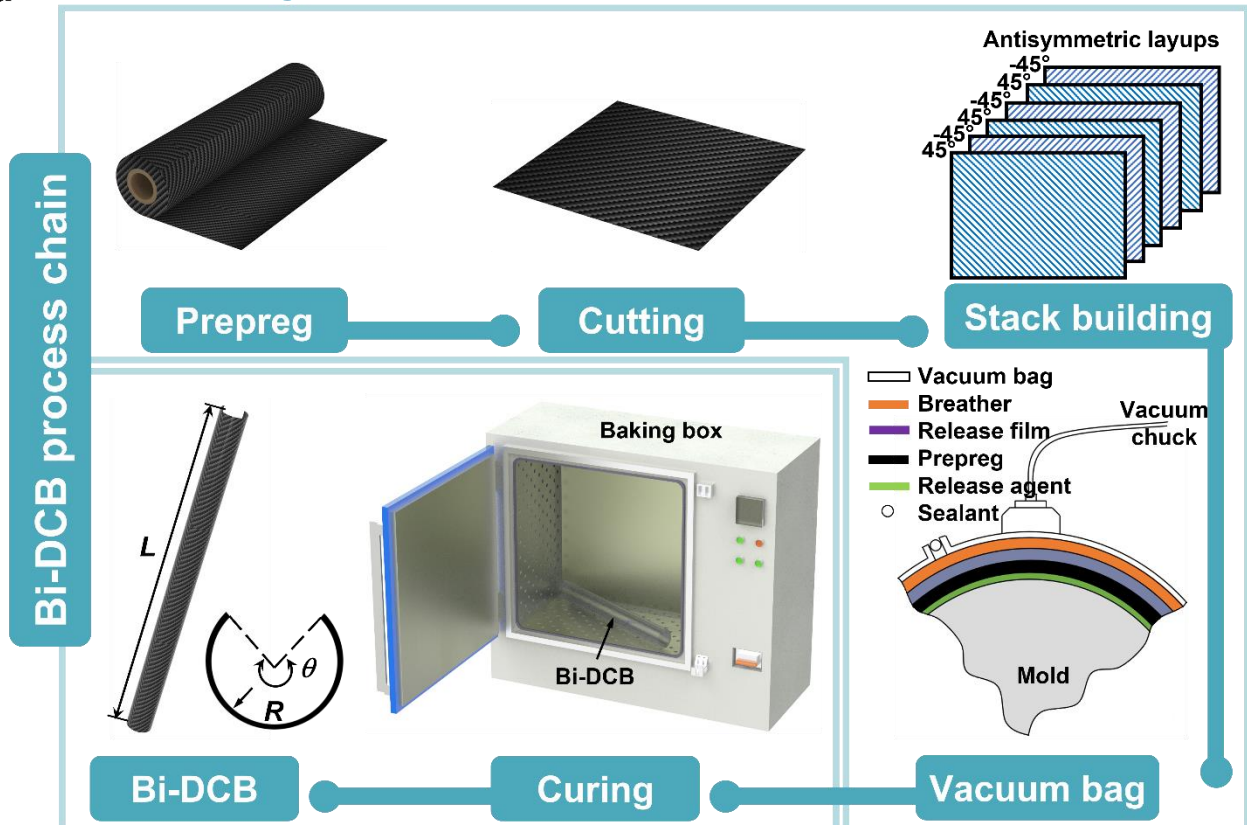 Bi-DCB process chain
Antisymmetric layups
-45°
45°
-45°
45°
-45°
45°
Prepreg
Cutting
Stack building
Vacuum bag
Breather
Release film
Prepreg
Release agent
Sealant
Vacuum
chuck
Mold
Baking box
Bi-DCB
L
θ
R
Bi-DCB
Curing
Vacuum bag